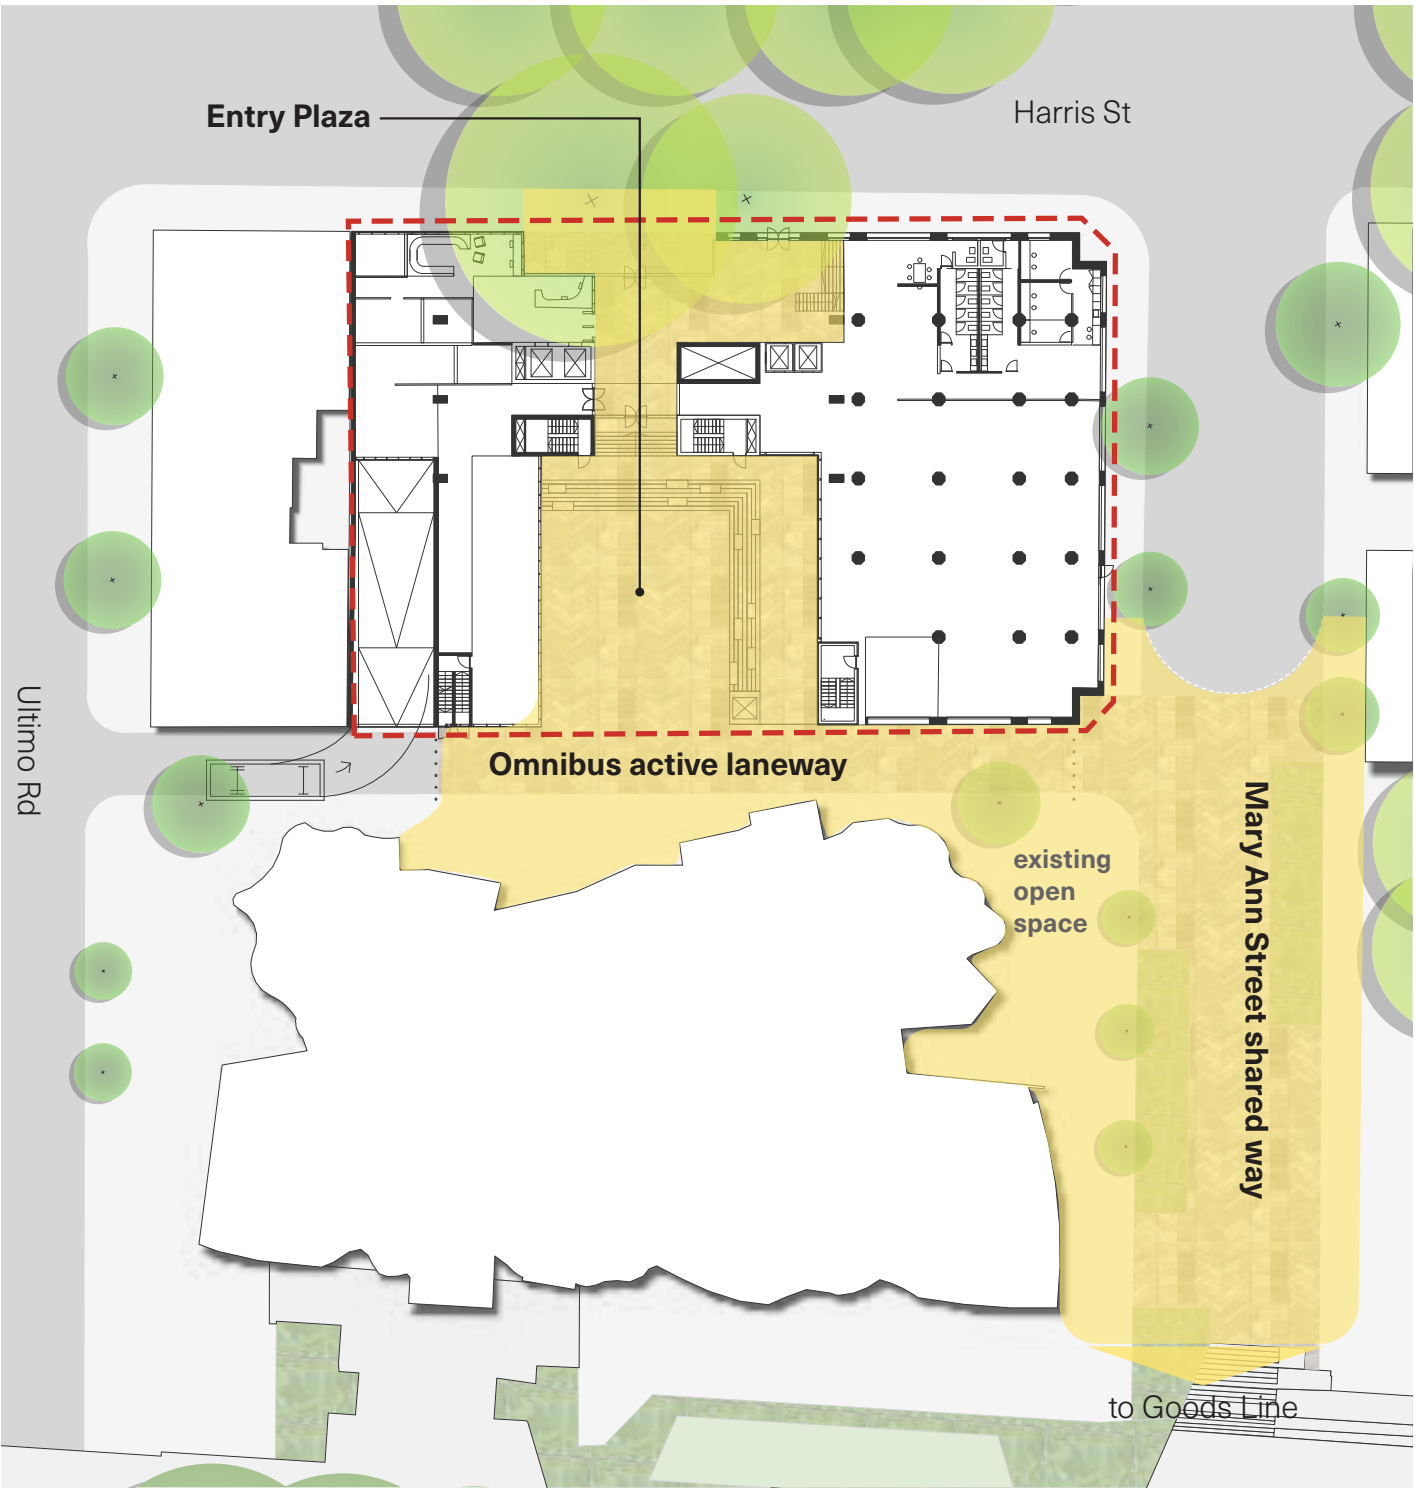 Harris St
Entry Plaza
Ultimo Rd
Omnibus active laneway
Mary Ann Street shared way
existing
open
space
to Goods Line